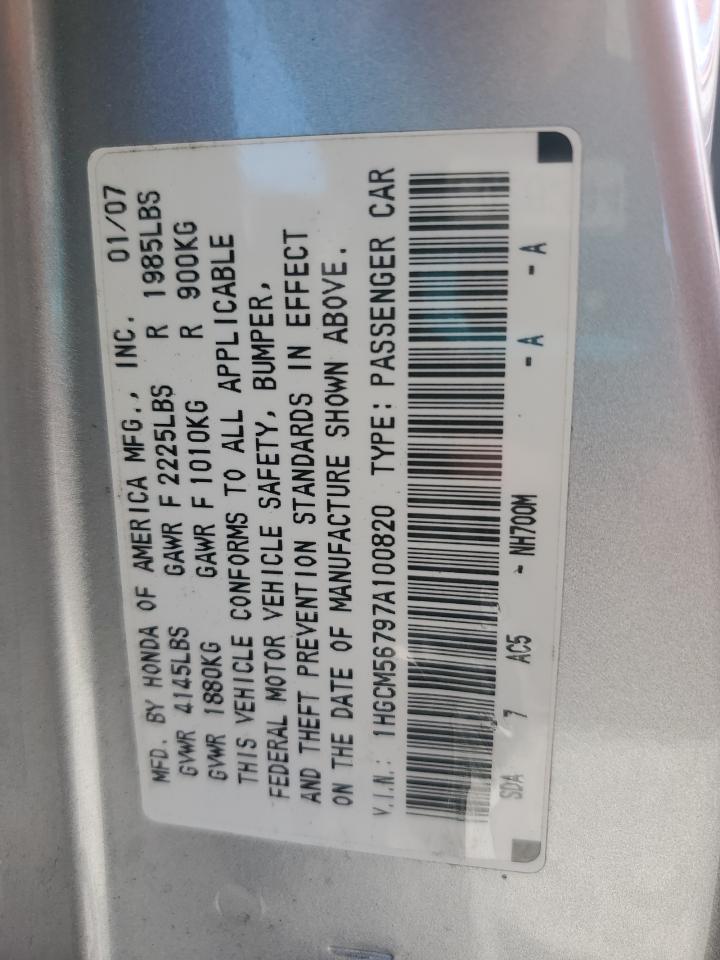 MFD. BY HONDA OF AMERICA MFG., INC. 01/07
GVWR 4145LBS GAWR F 2225LBS R 1985LBS
GVWR 1880KG GAWR F 1010KG R 900KG
THIS VEHICLE CONFORMS TO ALL APPLICABLE
FEDERAL MOTOR VEHICLE SAFETY, BUMPER,
AND THEFT PREVENTION STANDARDS IN EFFECT
ON THE DATE OF MANUFACTURE SHOWN ABOVE.
V.I.N.: 1HGCM56797A100820 TYPE: PASSENGER CAR
SDA 7 AC5 - NH700M - A - A